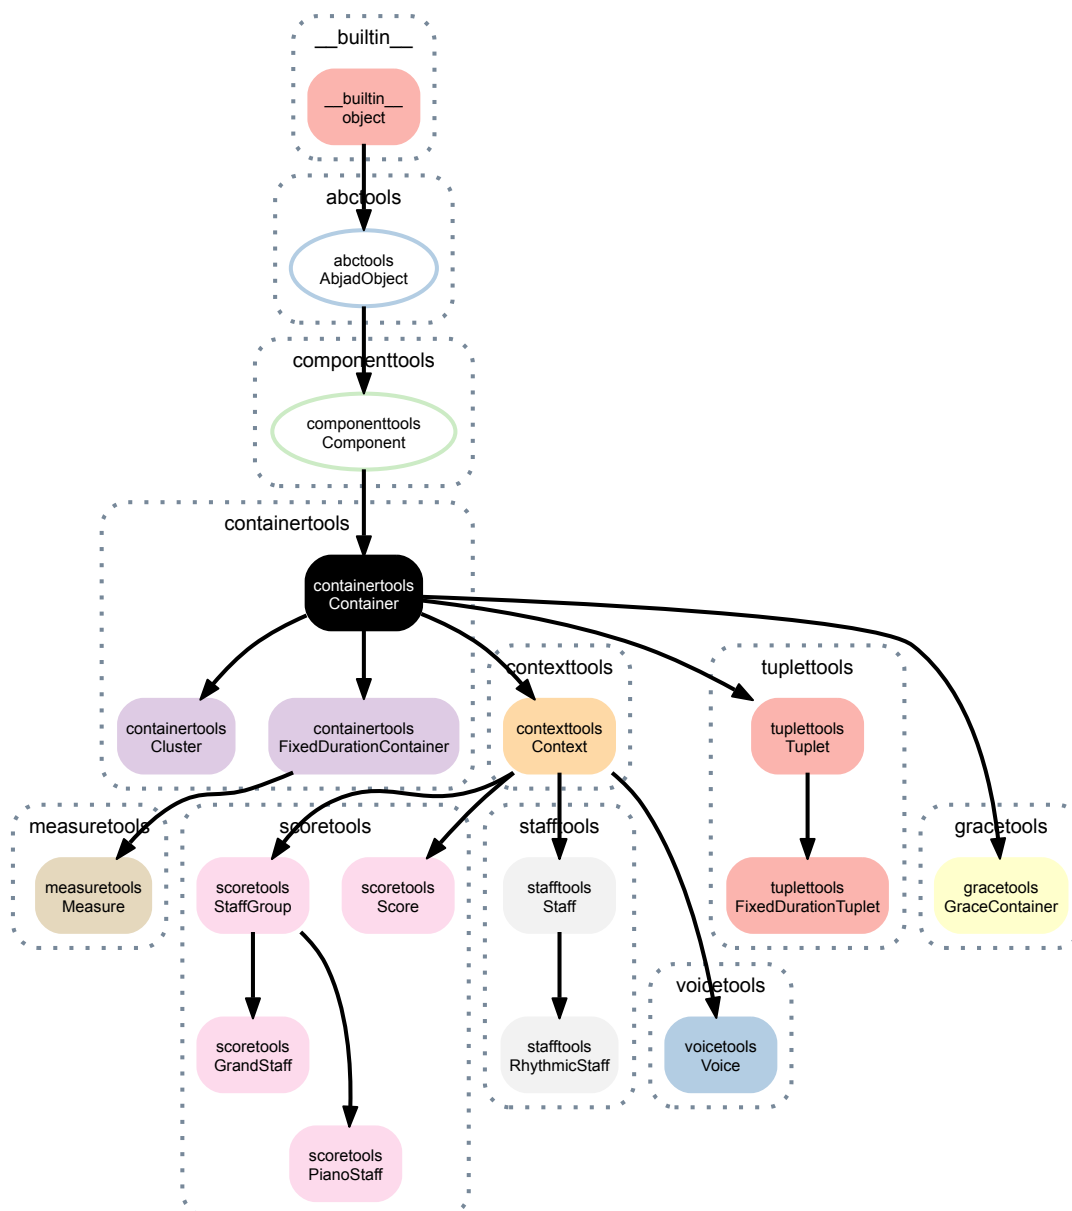 __builtin__
__builtin__
object
abctools
abctools
AbjadObject
componenttools
componenttools
Component
containertools
containertools
Container
contexttools
tuplettools
containertools
Cluster
containertools
FixedDurationContainer
contexttools
Context
tuplettools
Tuplet
measuretools
scoretools
stafftools
gracetools
measuretools
Measure
scoretools
StaffGroup
scoretools
Score
stafftools
Staff
tuplettools
FixedDurationTuplet
gracetools
GraceContainer
voicetools
scoretools
GrandStaff
stafftools
RhythmicStaff
voicetools
Voice
scoretools
PianoStaff